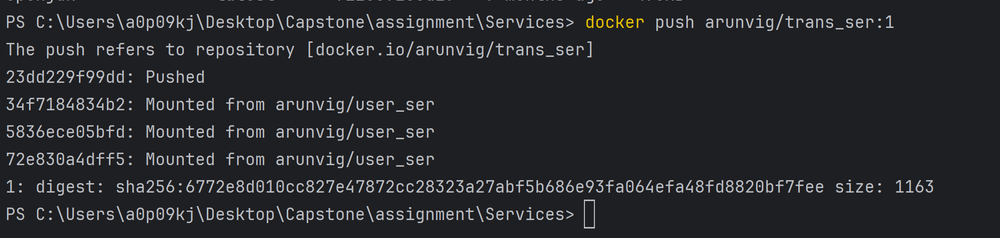 PS C:\Users\a0p09kj\Desktop\Capstone\assignment\Services> docker push arunvig/trans_ser:1
The push refers to repository [docker.io/arunvig/trans_ser]
23dd229f99dd: Pushed
34f7184834b2: Mounted from arunvig/user_ser
5836ece05bfd: Mounted from arunvig/user_ser
72e830a4dff5: Mounted from arunvig/user_ser
1: digest: sha256:6772e8d010cc827e47872cc28323a27abf5b686e93fa064efa48fd8820bf7fee size: 1163
PS C:\Users\a0p09kj\Desktop\Capstone\assignment\Services>